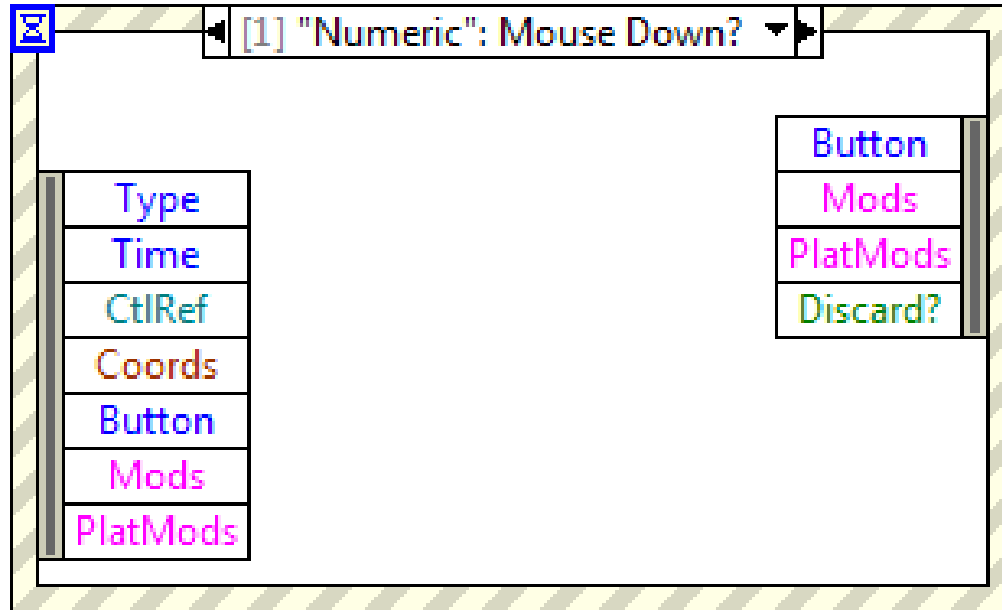 [1] "Numeric": Mouse Down?
Type
Time
CtlRef
Coords
Button
Mods
PlatMods
Button
Mods
PlatMods
Discard?